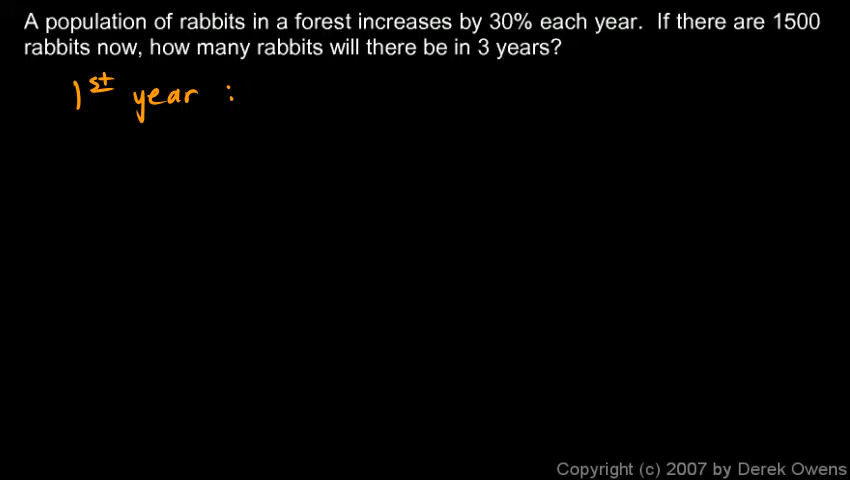 A population of rabbits in a forest increases by 30% each year. If there are 1500
rabbits now, how many rabbits will there be in 3 years?
1st year :
Copyright (c) 2007 by Derek Owens